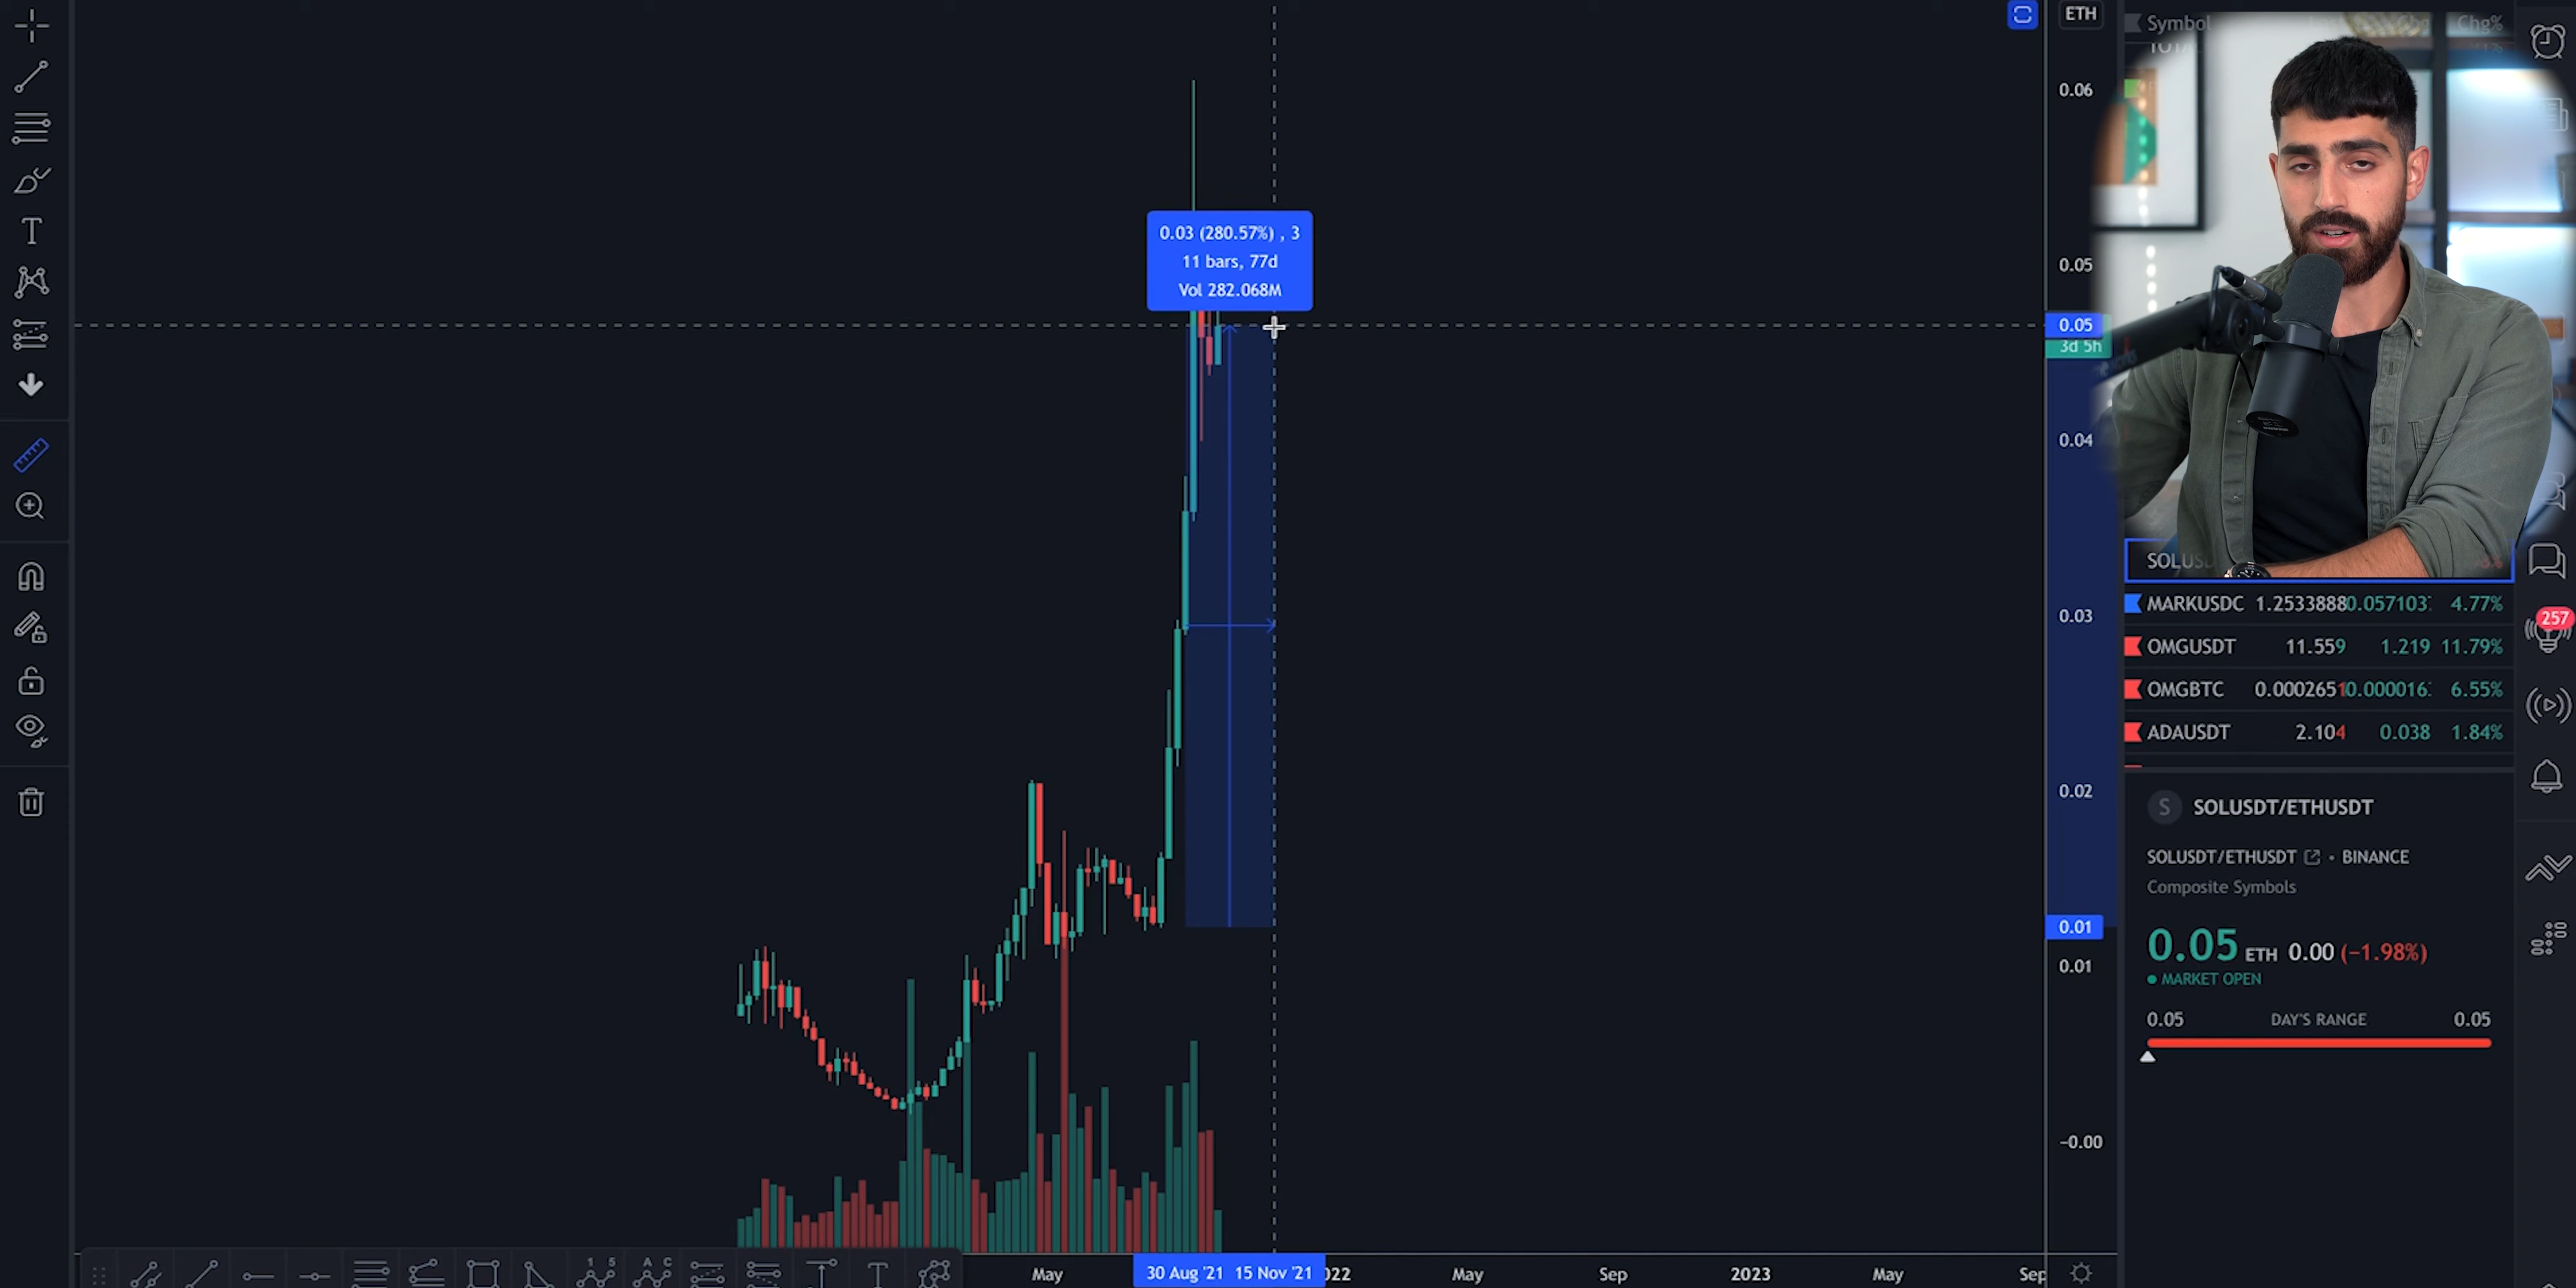 ETH
Symbol Chg%
0.06
0.03 (280.57%) , 3
11 bars, 77d
Vol 282.068M
0.05
0.05
3d 5h
0.04
0.03
0.02
0.01
0.01
-0.00
257
MARKUSDC 1.2533888 0.057103 4.77%
OMGUSDT 11.559 1.219 11.79%
OMGBTC 0.0002651 0.000016 6.55%
ADAUSDT 2.104 0.038 1.84%
S SOLUSDT/ETHUSDT
SOLUSDT/ETHUSDT • BINANCE
Composite Symbols
0.05 ETH 0.00 (−1.98%)
MARKET OPEN
0.05 DAY'S RANGE 0.05
May 30 Aug '21 15 Nov '21 022 May Sep 2023 May Sep